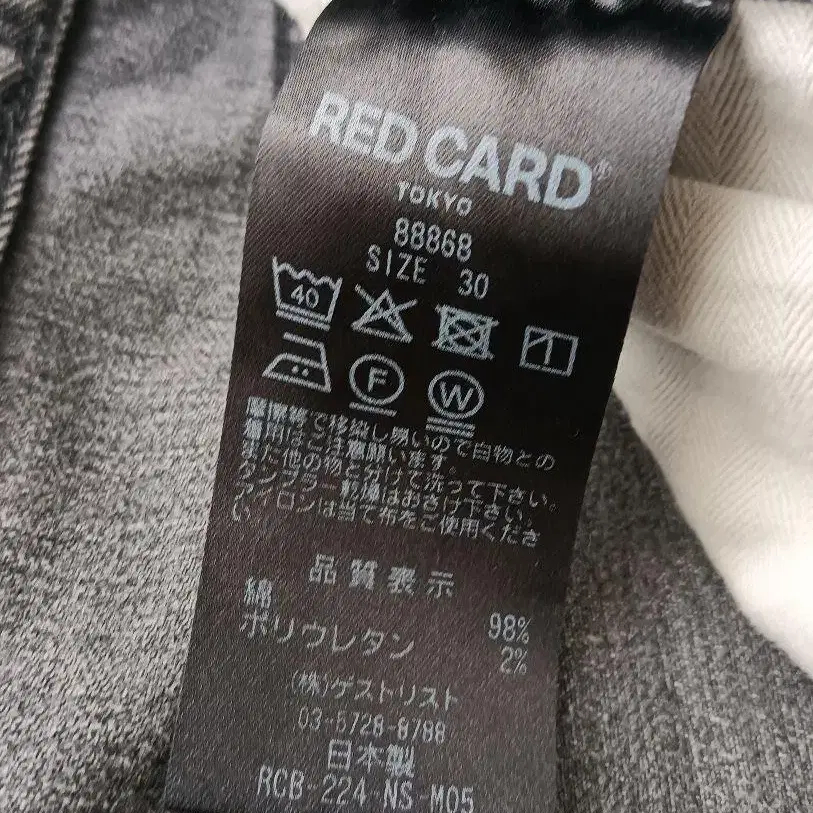 RED CARD®
TOKYO
88868
SIZE 30
40
F W
摩擦等で移染し易いので白物との
着用はご注意願います。
また他の物と分けて洗って下さい。
タンブラー乾燥はおさけ下さい。
アイロンは当て布をご使用くださ
い
品質表示
綿 98%
ポリウレタン 2%
(株)ゲストリスト
03-5728-8788
日本製
RCB-224-NS-M05